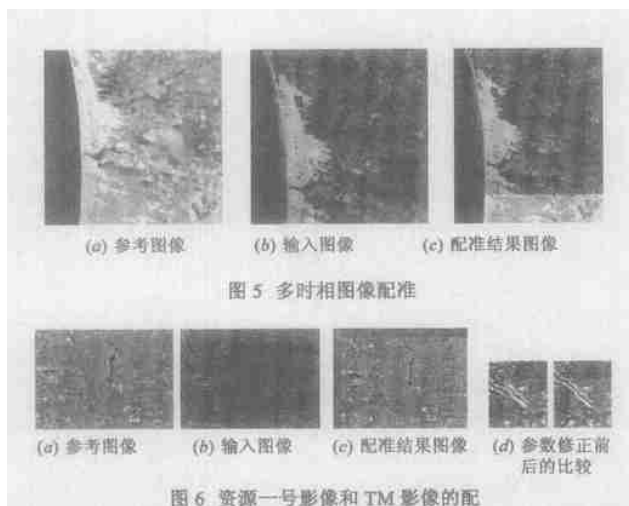 (a) 参考图像
(b) 输入图像
(c) 配准结果图像
图 5 多时相图像配准
(a) 参考图像
(b) 输入图像
(c) 配准结果图像
(d) 参数修正前
后的比较
图 6 资源一号影像和 TM 影像的配